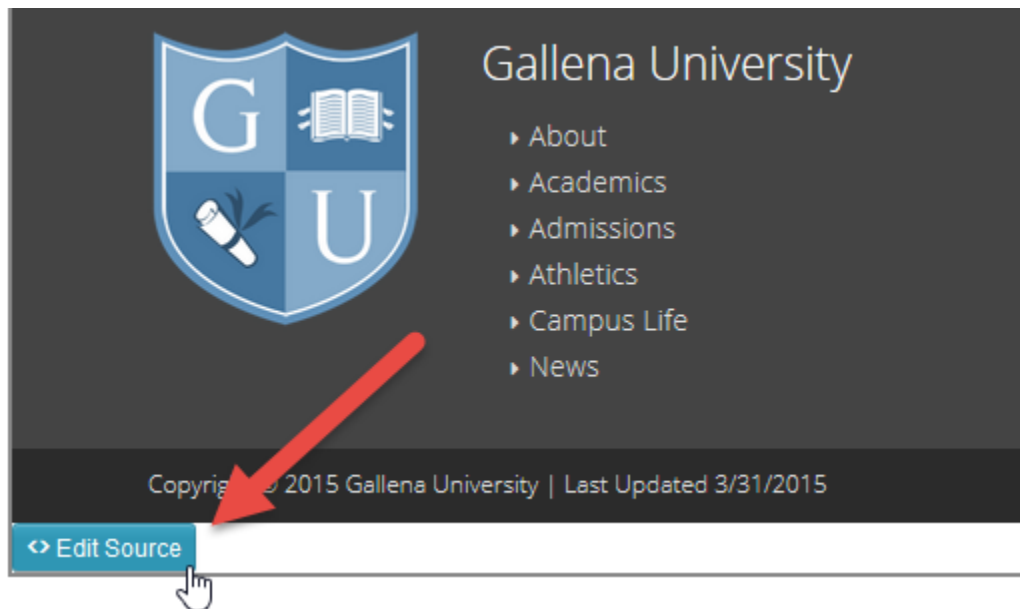 G
U
Gallena University
About
Academics
Admissions
Athletics
Campus Life
News
2015 Gallena University | Last Updated 3/31/2015
<> Edit Source